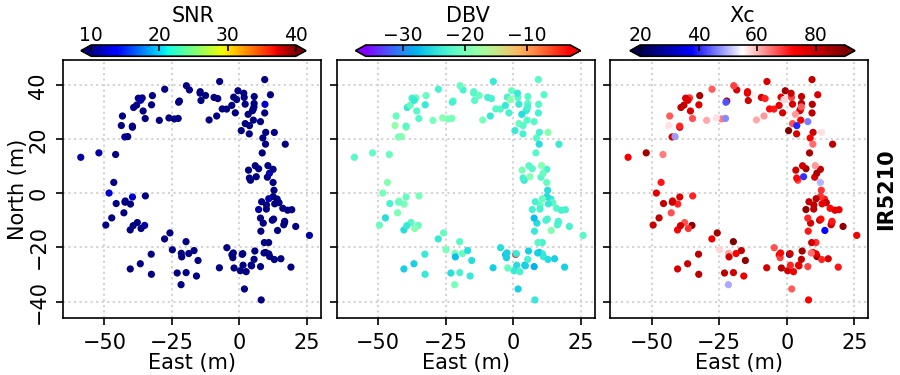 SNR DBV Xc
10 20 30 40 −30 −20 −10 20 40 60 80
40
20
0
−20
−40
North (m)
IR5210
−50 −25 0 25 −50 −25 0 25 −50 −25 0 25
East (m) East (m) East (m)